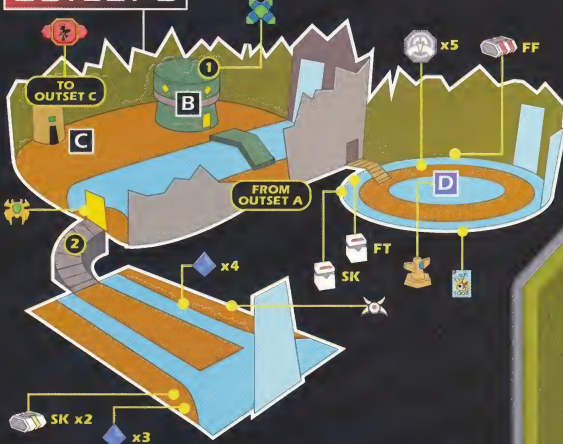 1
x5
FF
TO
OUTSET C
B
C
D
FROM
OUTSET A
FT
SK
2
x4
SK x2
x3